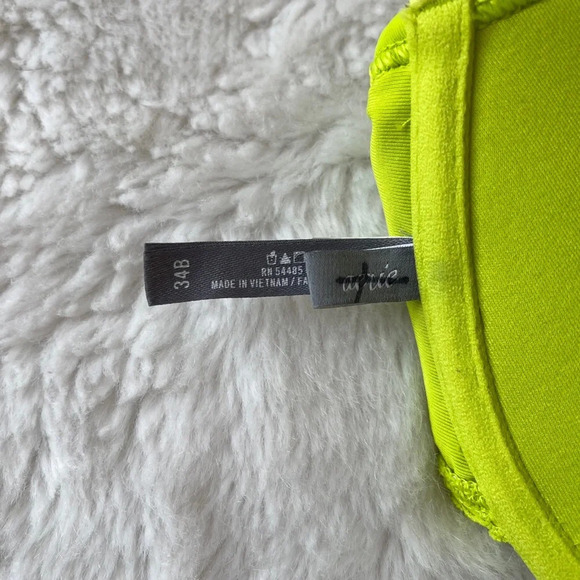 34B
RN 54485
MADE IN VIETNAM / FA
aerie